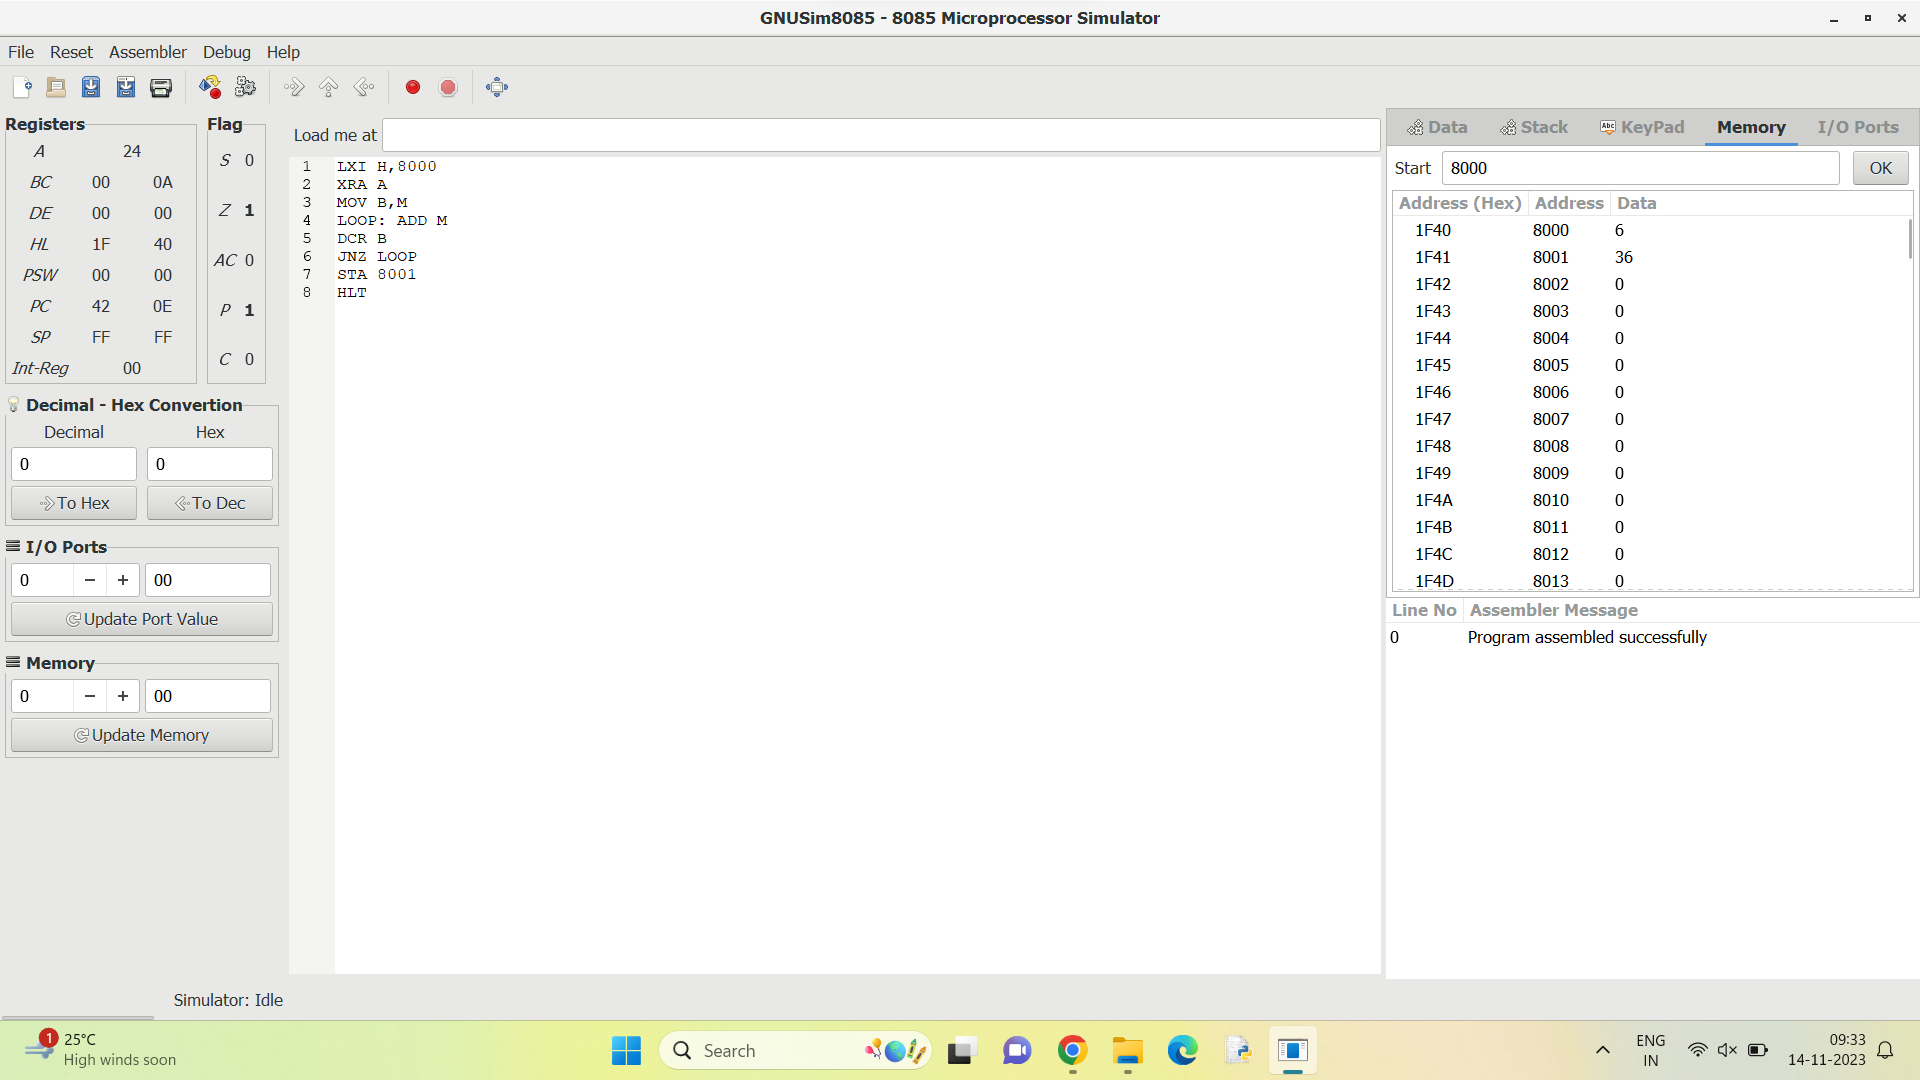 GNUSim8085 - 8085 Microprocessor Simulator
File Reset Assembler Debug Help
Registers
A 24
BC 00 0A
DE 00 00
HL 1F 40
PSW 00 00
PC 42 0E
SP FF FF
Int-Reg 00
Flag
S 0
Z 1
AC 0
P 1
C 0
Decimal - Hex Convertion
Decimal Hex
0 0
To Hex To Dec
I/O Ports
0 − + 00
Update Port Value
Memory
0 − + 00
Update Memory
Load me at
1 LXI H,8000
2 XRA A
3 MOV B,M
4 LOOP: ADD M
5 DCR B
6 JNZ LOOP
7 STA 8001
8 HLT
Data Stack Abc KeyPad Memory I/O Ports
Start 8000 OK
Address (Hex) Address Data
1F40 8000 6
1F41 8001 36
1F42 8002 0
1F43 8003 0
1F44 8004 0
1F45 8005 0
1F46 8006 0
1F47 8007 0
1F48 8008 0
1F49 8009 0
1F4A 8010 0
1F4B 8011 0
1F4C 8012 0
1F4D 8013 0
Line No Assembler Message
0 Program assembled successfully
Simulator: Idle
1 25°C
High winds soon
Search
ENG
IN
09:33
14-11-2023